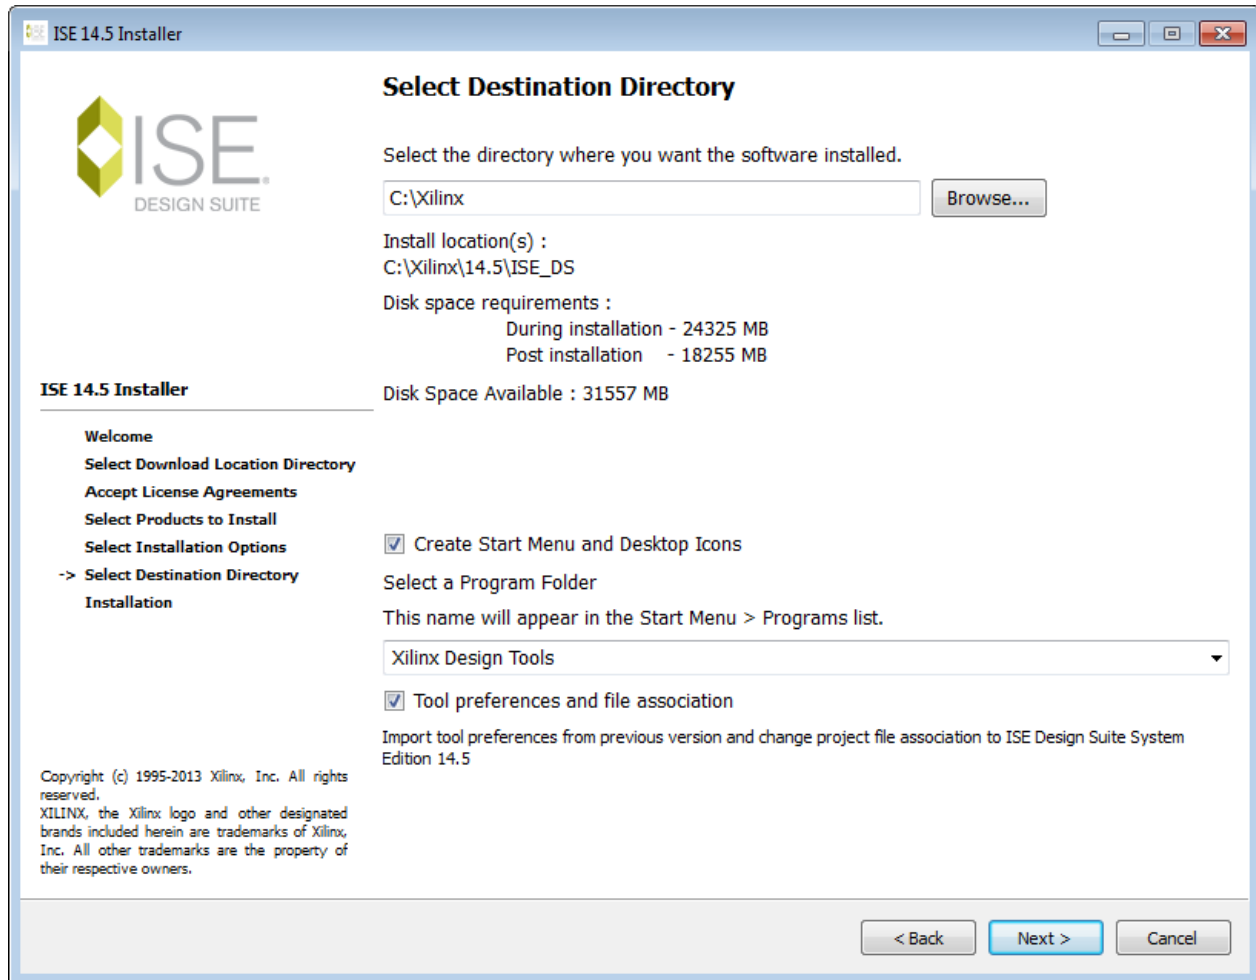 ISE 14.5 Installer
ISE.
DESIGN SUITE
Select Destination Directory
Select the directory where you want the software installed.
C:\Xilinx
Browse...
Install location(s) :
C:\Xilinx\14.5\ISE_DS
Disk space requirements :
During installation - 24325 MB
Post installation - 18255 MB
Disk Space Available : 31557 MB
ISE 14.5 Installer
Welcome
Select Download Location Directory
Accept License Agreements
Select Products to Install
Select Installation Options
-> Select Destination Directory
Installation
Create Start Menu and Desktop Icons
Select a Program Folder
This name will appear in the Start Menu > Programs list.
Xilinx Design Tools
Tool preferences and file association
Import tool preferences from previous version and change project file association to ISE Design Suite System
Edition 14.5
Copyright (c) 1995-2013 Xilinx, Inc. All rights
reserved.
XILINX, the Xilinx logo and other designated
brands included herein are trademarks of Xilinx,
Inc. All other trademarks are the property of
their respective owners.
< Back
Next >
Cancel